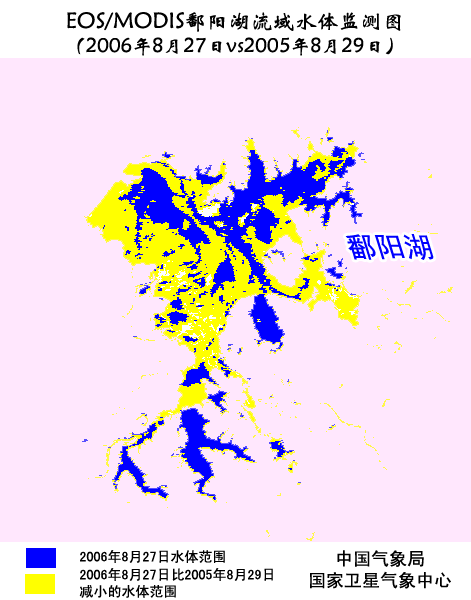 EOS/MODIS鄱阳湖流域水体监测图
(2006年8月27日vs2005年8月29日)
鄱阳湖
2006年8月27日水体范围
2006年8月27日比2005年8月29日
减小的水体范围
中国气象局
国家卫星气象中心